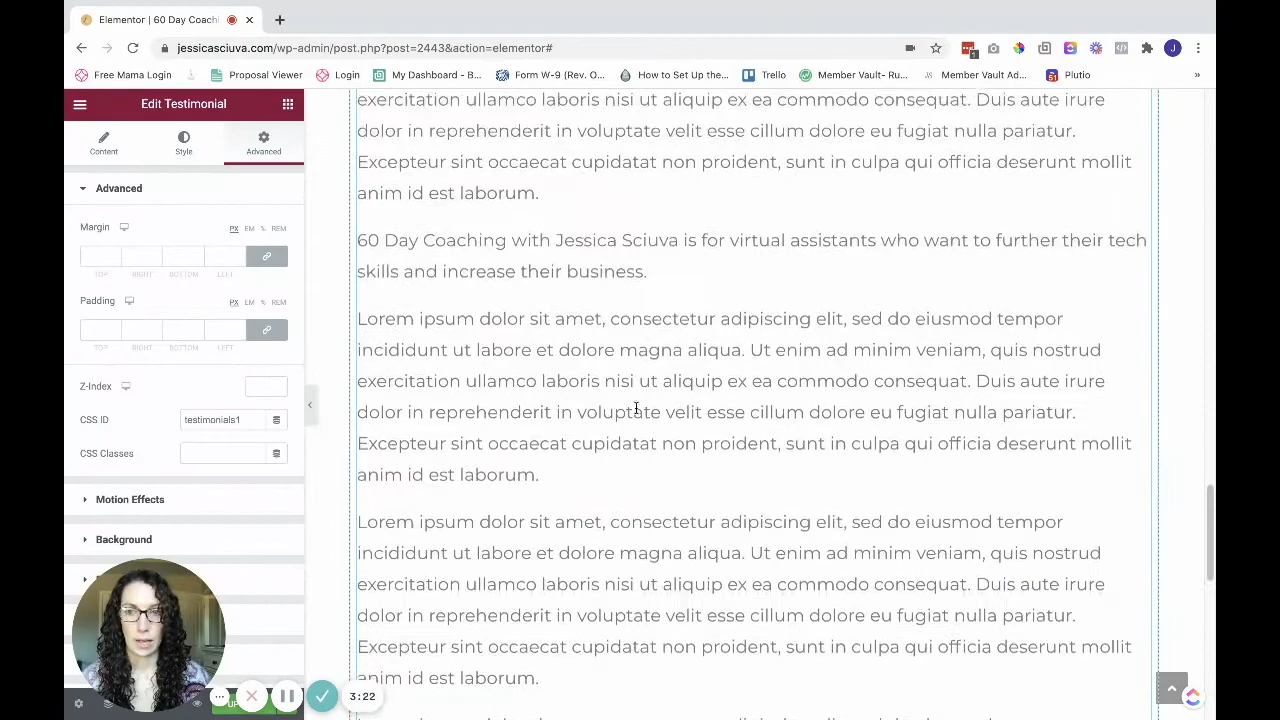 Elementor | 60 Day Coachi
jessicasciuva.com/wp-admin/post.php?post=2443&action=elementor#
Free Mama Login
Proposal Viewer
Login
My Dashboard - B...
Form W-9 (Rev. O...
How to Set Up the...
Trello
Member Vault- Ru...
Member Vault Ad...
Plutio
Edit Testimonial
Content Style Advanced
Advanced
Margin PX EM % REM
TOP RIGHT BOTTOM LEFT
Padding PX EM % REM
TOP RIGHT BOTTOM LEFT
Z-Index
CSS ID testimonials1
CSS Classes
Motion Effects
Background
3:22
exercitation ullamco laboris nisi ut aliquip ex ea commodo consequat. Duis aute irure
dolor in reprehenderit in voluptate velit esse cillum dolore eu fugiat nulla pariatur.
Excepteur sint occaecat cupidatat non proident, sunt in culpa qui officia deserunt mollit
anim id est laborum.
60 Day Coaching with Jessica Sciuva is for virtual assistants who want to further their tech
skills and increase their business.
Lorem ipsum dolor sit amet, consectetur adipiscing elit, sed do eiusmod tempor
incididunt ut labore et dolore magna aliqua. Ut enim ad minim veniam, quis nostrud
exercitation ullamco laboris nisi ut aliquip ex ea commodo consequat. Duis aute irure
dolor in reprehenderit in voluptate velit esse cillum dolore eu fugiat nulla pariatur.
Excepteur sint occaecat cupidatat non proident, sunt in culpa qui officia deserunt mollit
anim id est laborum.
Lorem ipsum dolor sit amet, consectetur adipiscing elit, sed do eiusmod tempor
incididunt ut labore et dolore magna aliqua. Ut enim ad minim veniam, quis nostrud
exercitation ullamco laboris nisi ut aliquip ex ea commodo consequat. Duis aute irure
dolor in reprehenderit in voluptate velit esse cillum dolore eu fugiat nulla pariatur.
Excepteur sint occaecat cupidatat non proident, sunt in culpa qui officia deserunt mollit
anim id est laborum.